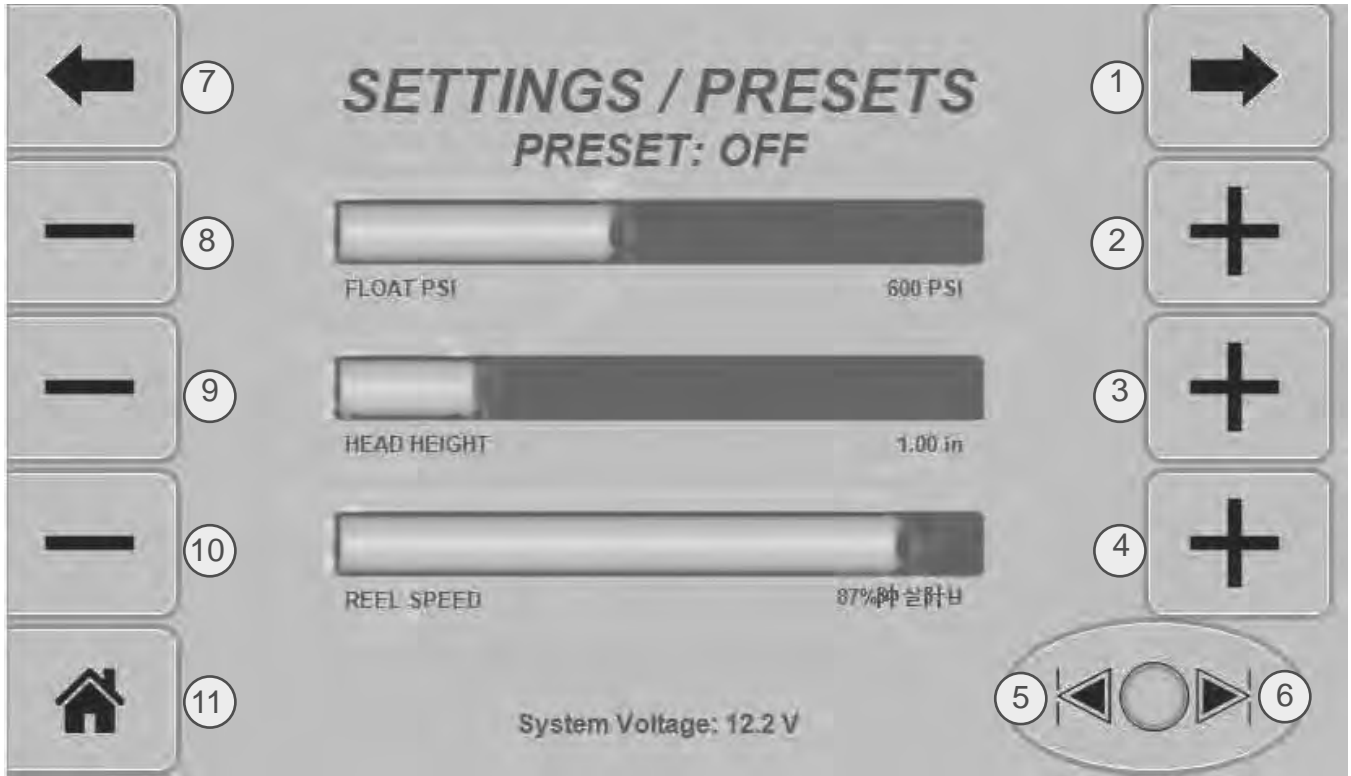 7
SETTINGS / PRESETS
1
PRESET: OFF
8
2
FLOAT PSI 600 PSI
9
3
HEAD HEIGHT 1.00 in
10
4
REEL SPEED 87%
11
System Voltage: 12.2 V
5
6